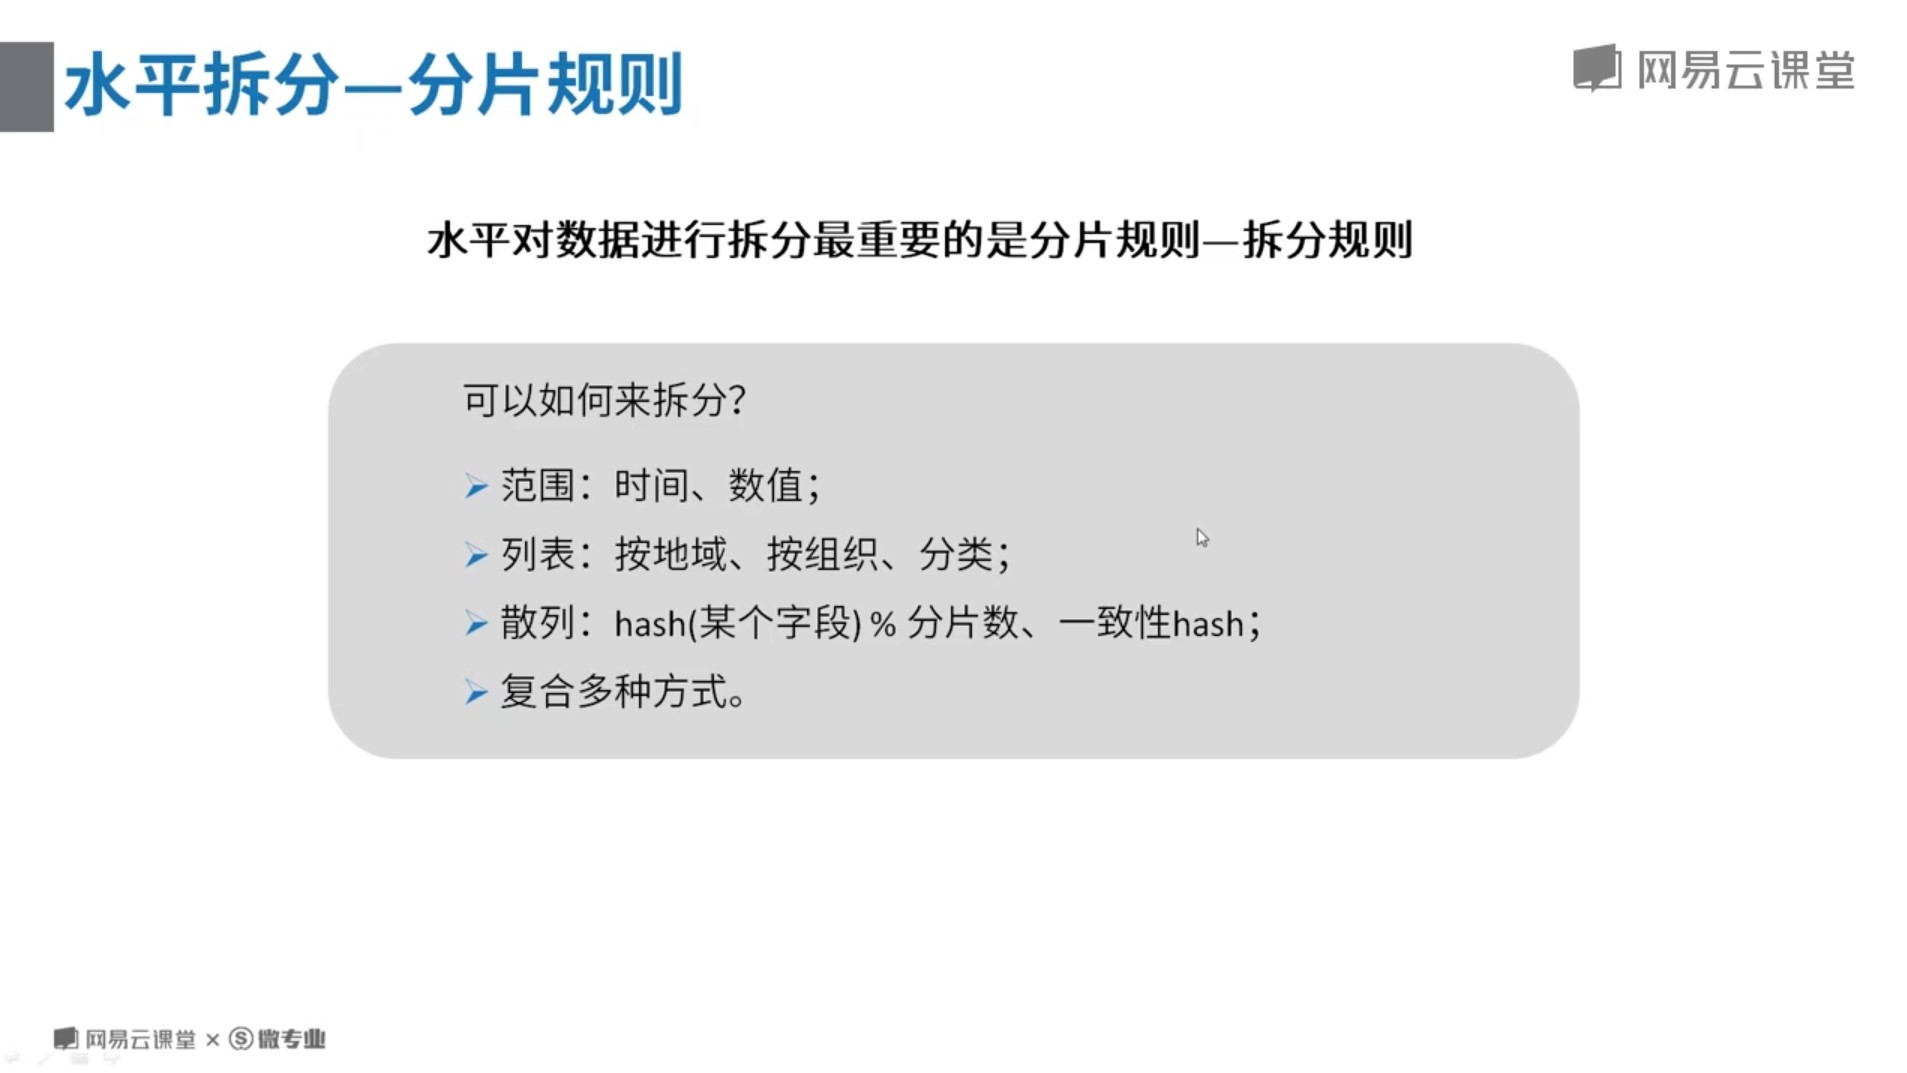 水平拆分—分片规则
网易云课堂
水平对数据进行拆分最重要的是分片规则—拆分规则
可以如何来拆分？
范围：时间、数值；
列表：按地域、按组织、分类；
散列：hash(某个字段) % 分片数、一致性hash；
复合多种方式。
网易云课堂 × 微专业